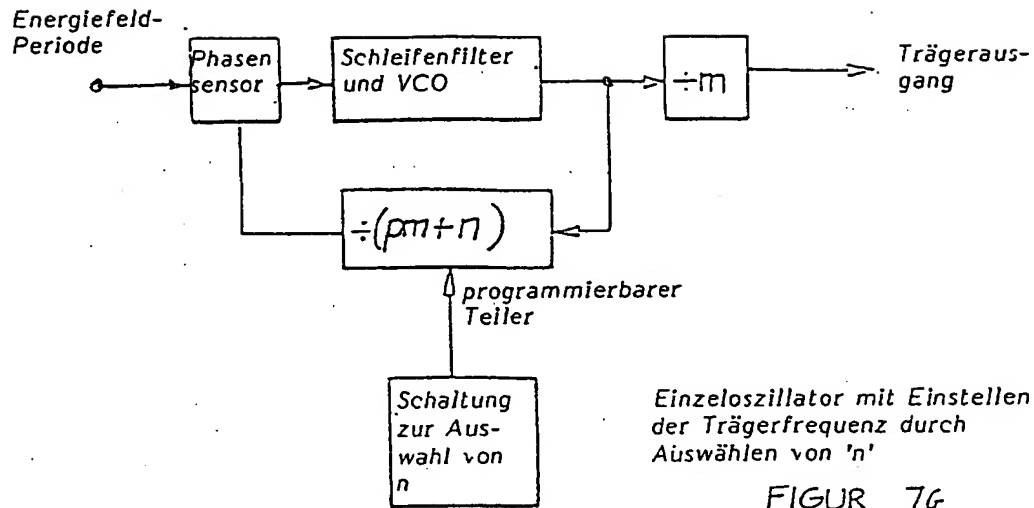 Energiefeld-
Periode
Phasen
sensor
Schleifenfilter
und VCO
÷m
Trägeraus-
gang
÷(pm+n)
programmierbarer
Teiler
Schaltung
zur Aus-
wahl von
n
Einzeloszillator mit Einstellen
der Trägerfrequenz durch
Auswählen von 'n'
FIGUR 7G